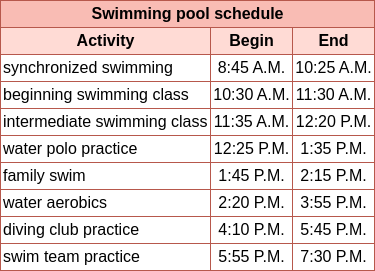 Swimming pool schedule
Activity Begin End
synchronized swimming 8:45 A.M. 10:25 A.M.
beginning swimming class 10:30 A.M. 11:30 A.M.
intermediate swimming class 11:35 A.M. 12:20 P.M.
water polo practice 12:25 P.M. 1:35 P.M.
family swim 1:45 P.M. 2:15 P.M.
water aerobics 2:20 P.M. 3:55 P.M.
diving club practice 4:10 P.M. 5:45 P.M.
swim team practice 5:55 P.M. 7:30 P.M.